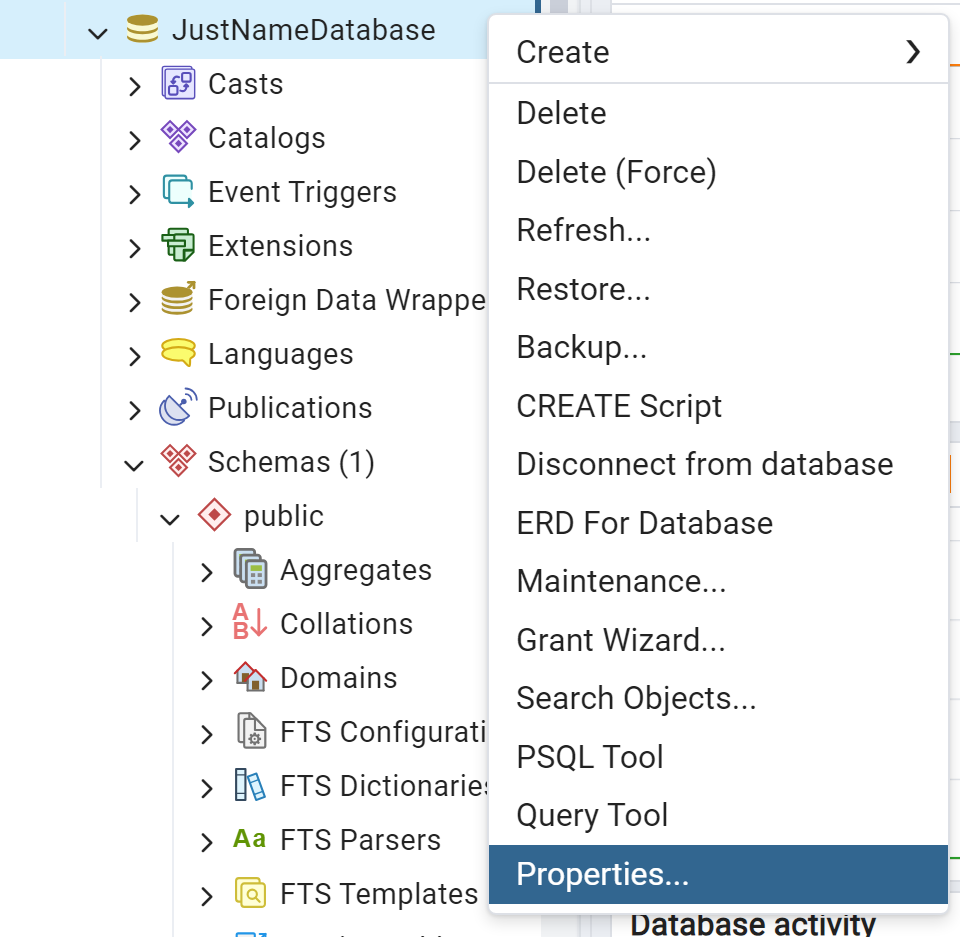 JustNameDatabase
Casts
Catalogs
Event Triggers
Extensions
Foreign Data Wrappe
Languages
Publications
Schemas (1)
public
Aggregates
Collations
Domains
FTS Configurati
FTS Dictionaries
FTS Parsers
FTS Templates
Create
Delete
Delete (Force)
Refresh...
Restore...
Backup...
CREATE Script
Disconnect from database
ERD For Database
Maintenance...
Grant Wizard...
Search Objects...
PSQL Tool
Query Tool
Properties...
Database activity